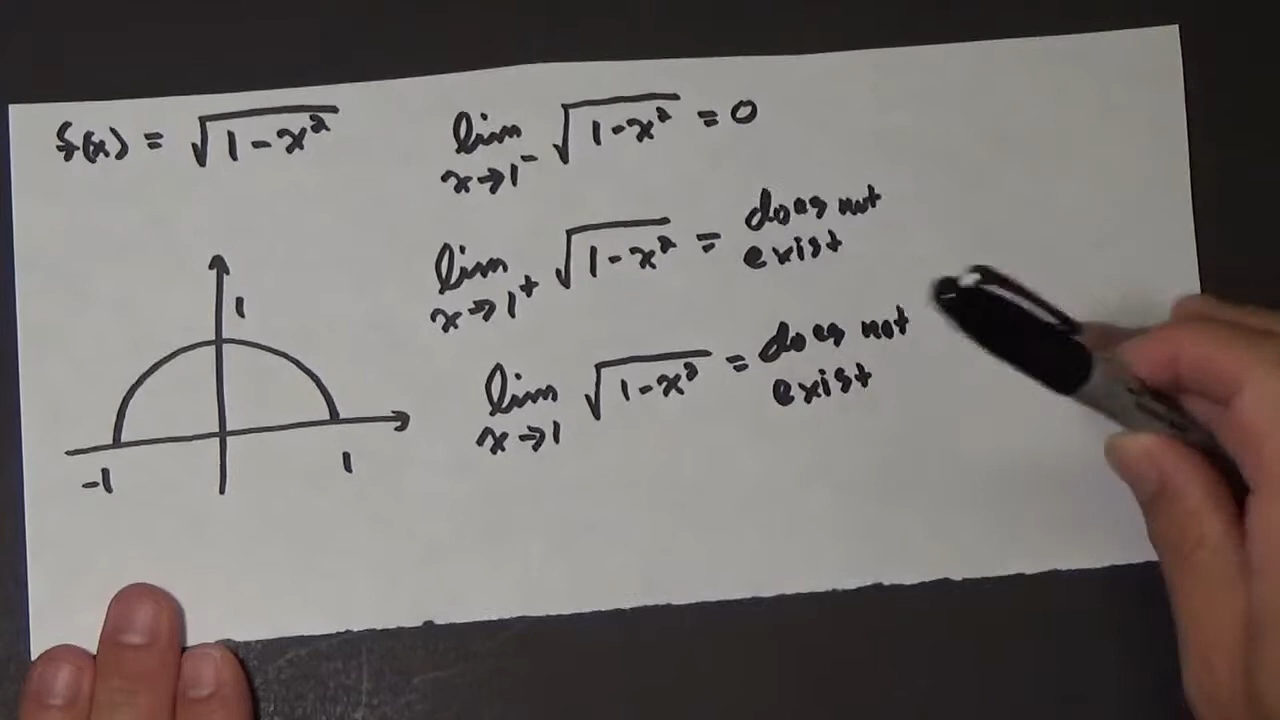 f(x) = √(1-x²)
lim x→1⁻ √(1-x²) = 0
lim x→1⁺ √(1-x²) = does not
exist
lim x→1 √(1-x²) = does not
exist
1
-1
1